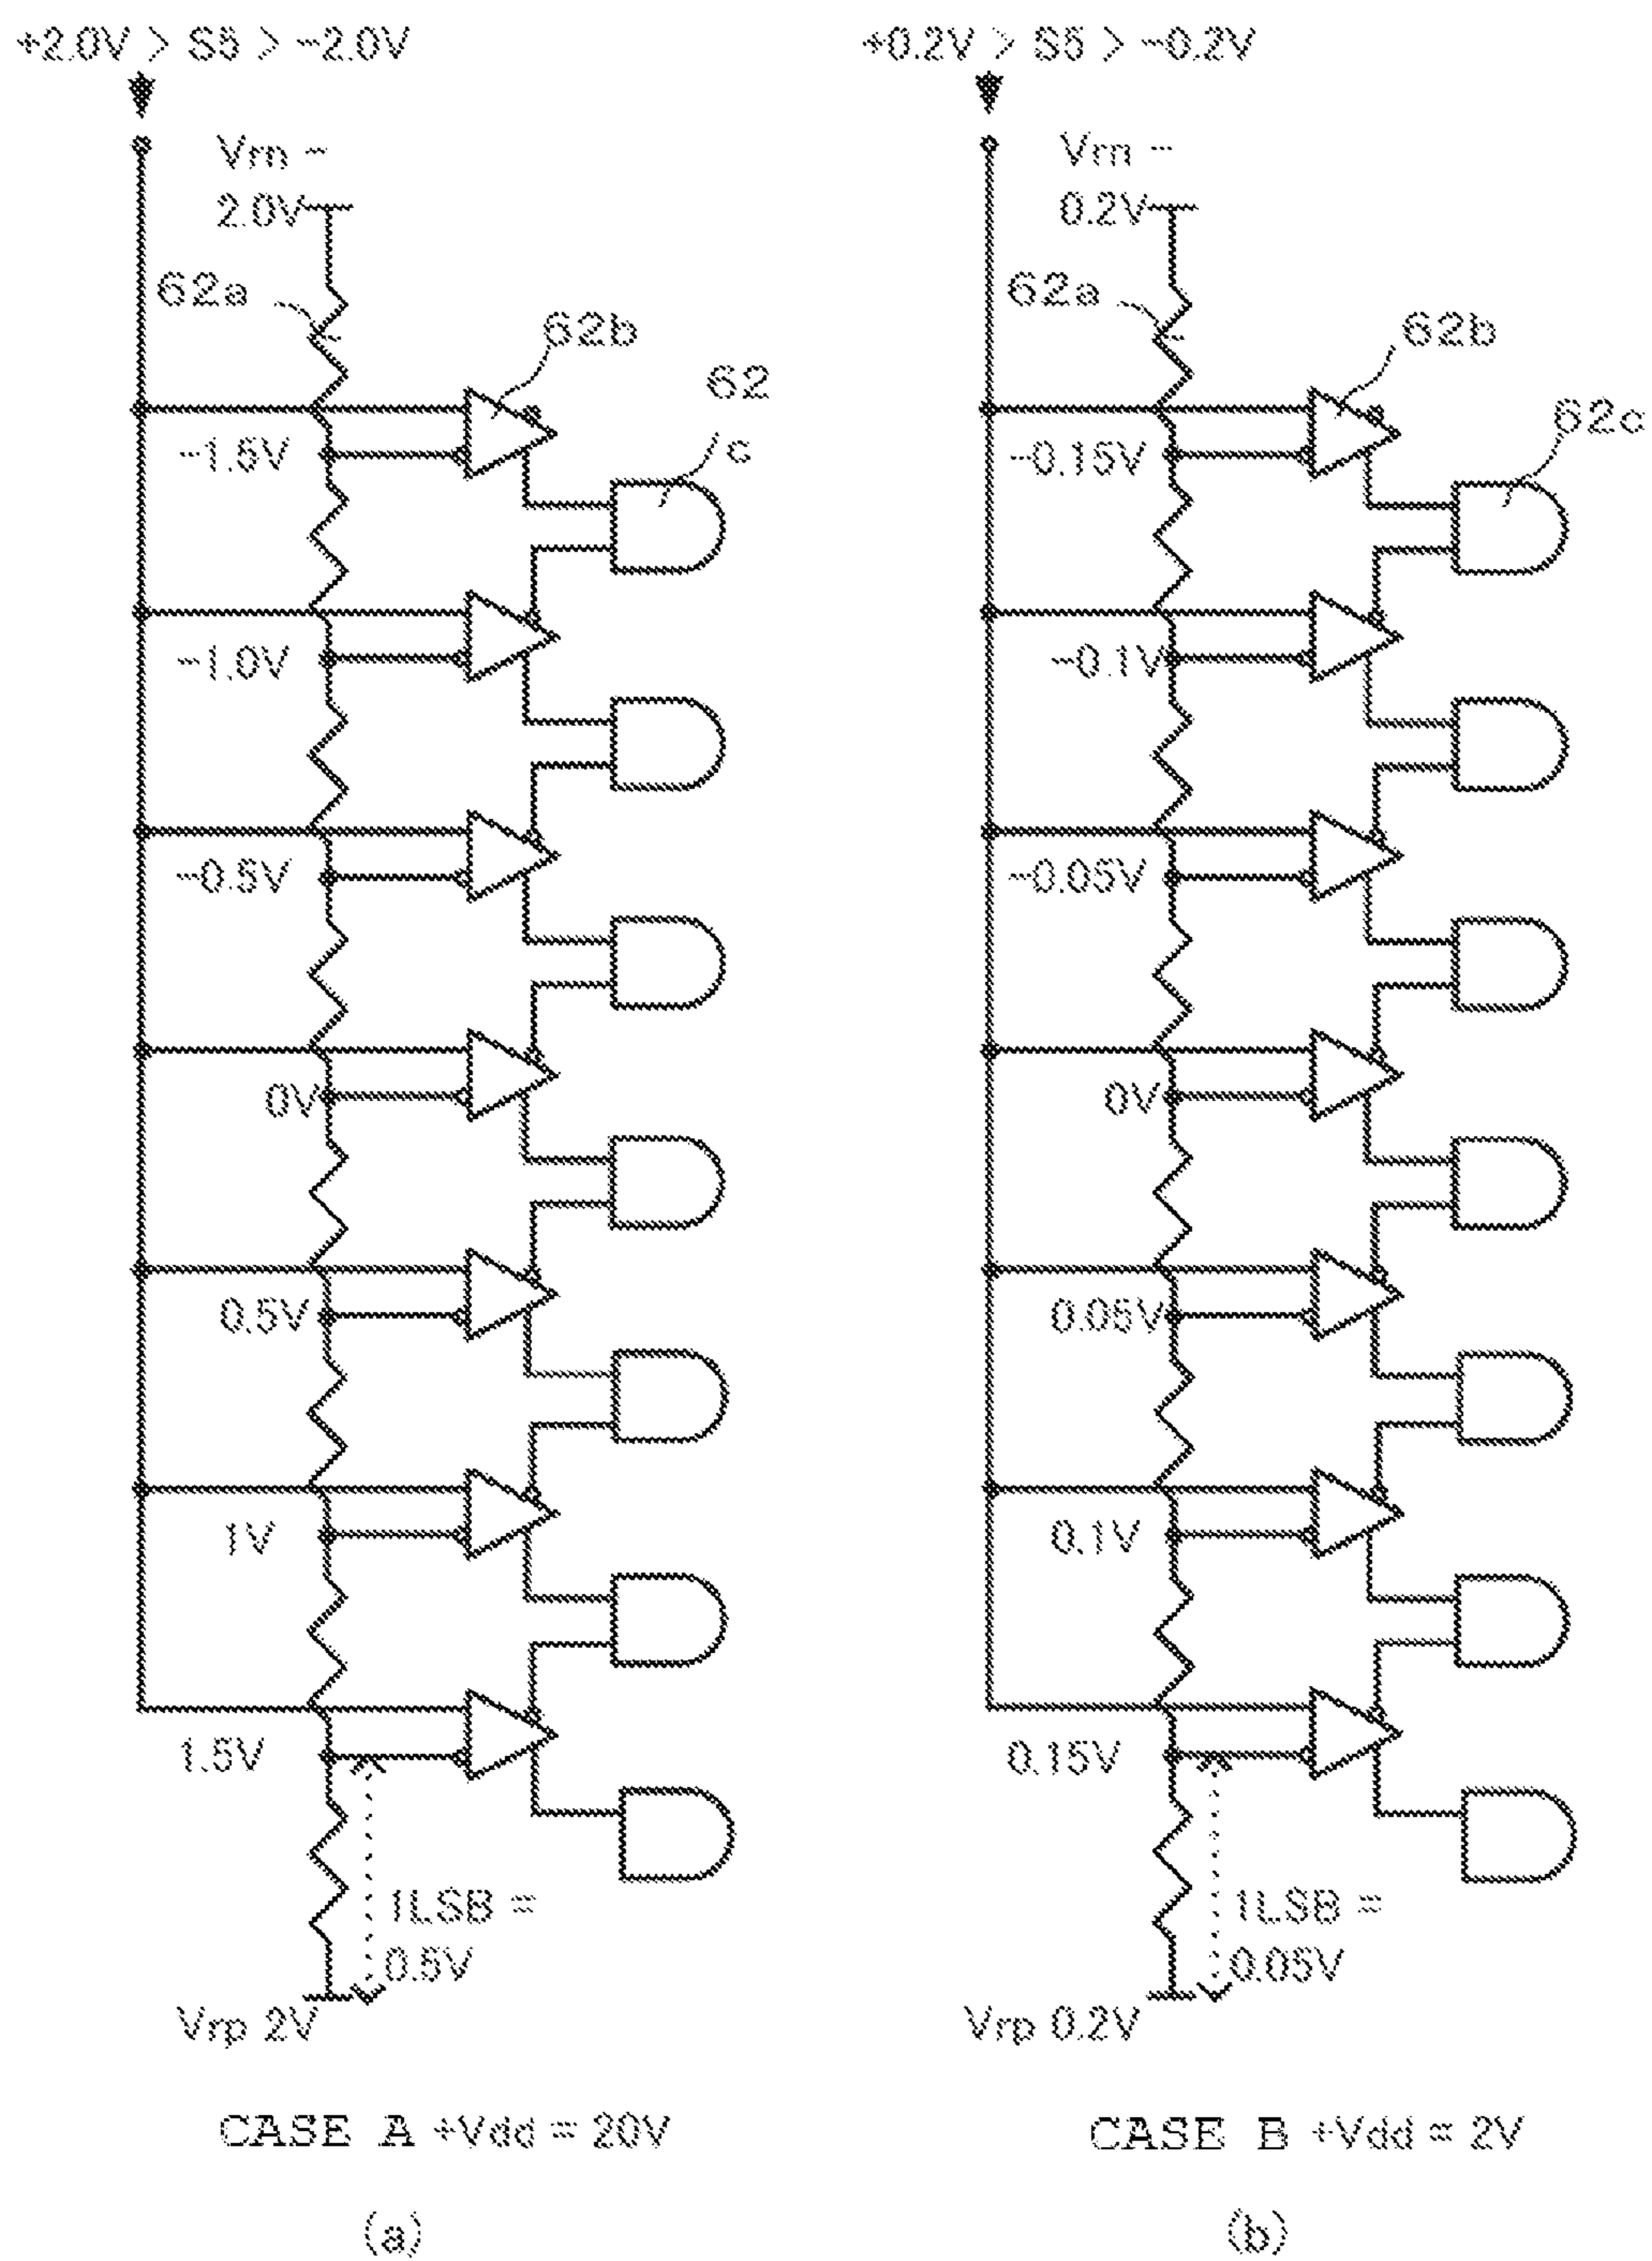 +2.0V > S5 > -2.0V
Vrn -
2.0V
62a
62b
62
c
-1.5V
-1.0V
-0.5V
0V
0.5V
1V
1.5V
1LSB =
0.5V
Vrp 2V
CASE A +Vdd = 20V
(a)
+0.2V > S5 > -0.2V
Vrn -
0.2V
62a
62b
62c
-0.15V
-0.1V
-0.05V
0V
0.05V
0.1V
0.15V
1LSB =
0.05V
Vrp 0.2V
CASE B +Vdd = 2V
(b)